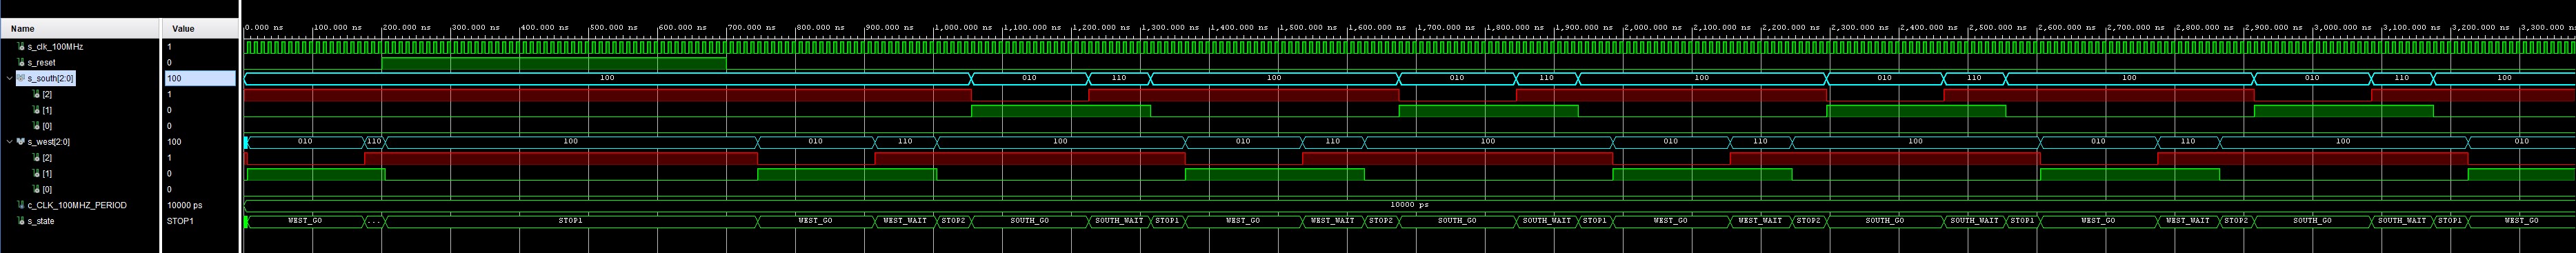 Name Value 0.000 ns 100.000 ns 200.000 ns 300.000 ns 400.000 ns 500.000 ns 600.000 ns 700.000 ns 800.000 ns 900.000 ns 1,000.000 ns 1,100.000 ns 1,200.000 ns 1,300.000 ns 1,400.000 ns 1,500.000 ns 1,600.000 ns 1,700.000 ns 1,800.000 ns 1,900.000 ns 2,000.000 ns 2,100.000 ns 2,200.000 ns 2,300.000 ns 2,400.000 ns 2,500.000 ns 2,600.000 ns 2,700.000 ns 2,800.000 ns 2,900.000 ns 3,000.000 ns 3,100.000 ns 3,200.000 ns 3,300.000
s_clk_100MHz 1
s_reset 0
s_south[2:0] 100 100 010 110 100 010 110 100 010 110 100 010 110 100
[2] 1
[1] 0
[0] 0
s_west[2:0] 100 010 110 100 010 110 100 010 110 100 010 110 100 010 110 100 010
[2] 1
[1] 0
[0] 0
c_CLK_100MHZ_PERIOD 10000 ps 10000 ps
s_state STOP1 WEST_GO ... STOP1 WEST_GO WEST_WAIT STOP2 SOUTH_GO SOUTH_WAIT STOP1 WEST_GO WEST_WAIT STOP2 SOUTH_GO SOUTH_WAIT STOP1 WEST_GO WEST_WAIT STOP2 SOUTH_GO SOUTH_WAIT STOP1 WEST_GO WEST_WAIT STOP2 SOUTH_GO SOUTH_WAIT STOP1 WEST_GO